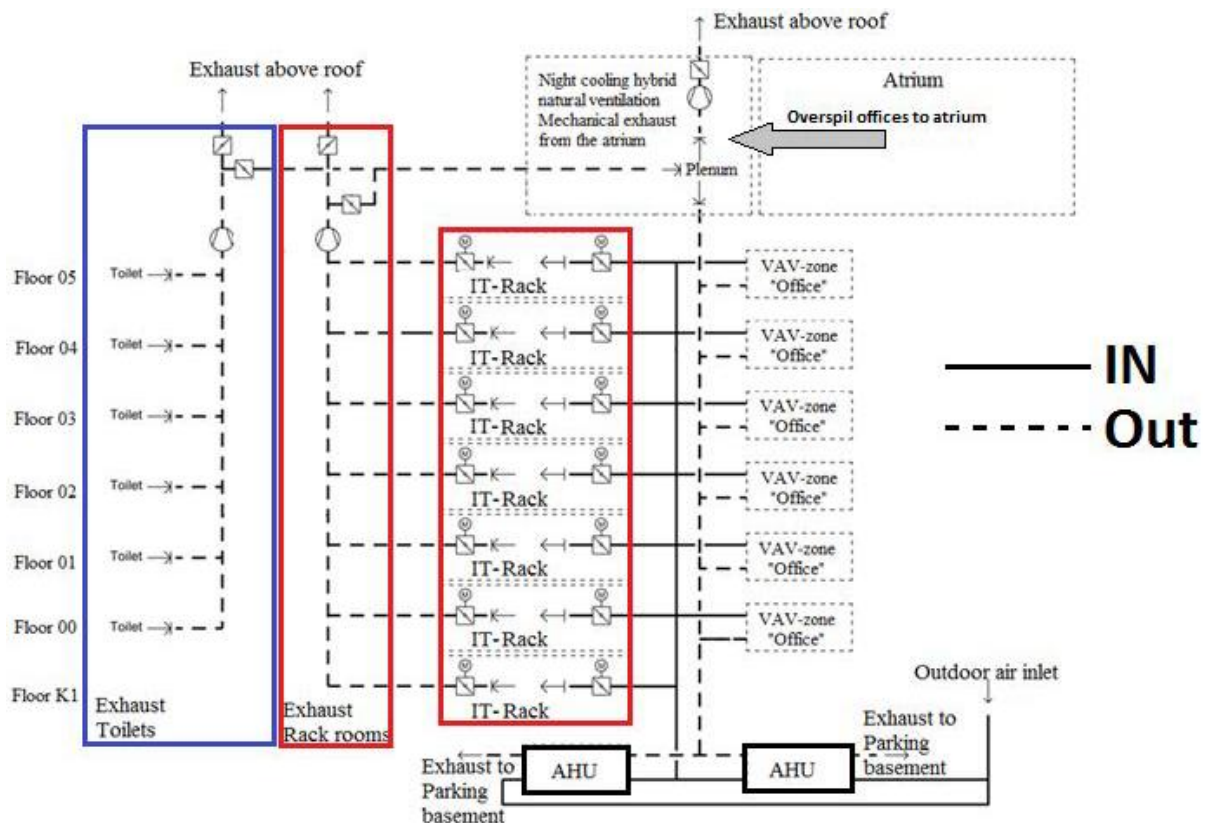 Exhaust above roof
Exhaust above roof
Night cooling hybrid
natural ventilation
Mechanical exhaust
from the atrium
Atrium
Overspil offices to atrium
Plenum
Floor 05
Toilet
M
M
IT-Rack
VAV-zone
"Office"
Floor 04
Toilet
M
M
IT-Rack
VAV-zone
"Office"
IN
Floor 03
Toilet
M
M
IT-Rack
VAV-zone
"Office"
Out
Floor 02
Toilet
M
M
IT-Rack
VAV-zone
"Office"
Floor 01
Toilet
M
M
IT-Rack
VAV-zone
"Office"
Floor 00
Toilet
M
M
IT-Rack
VAV-zone
"Office"
Floor K1
M
M
IT-Rack
Exhaust
Toilets
Exhaust
Rack rooms
Outdoor air inlet
Exhaust to
Parking
basement
AHU
AHU
Exhaust to
Parking
basement